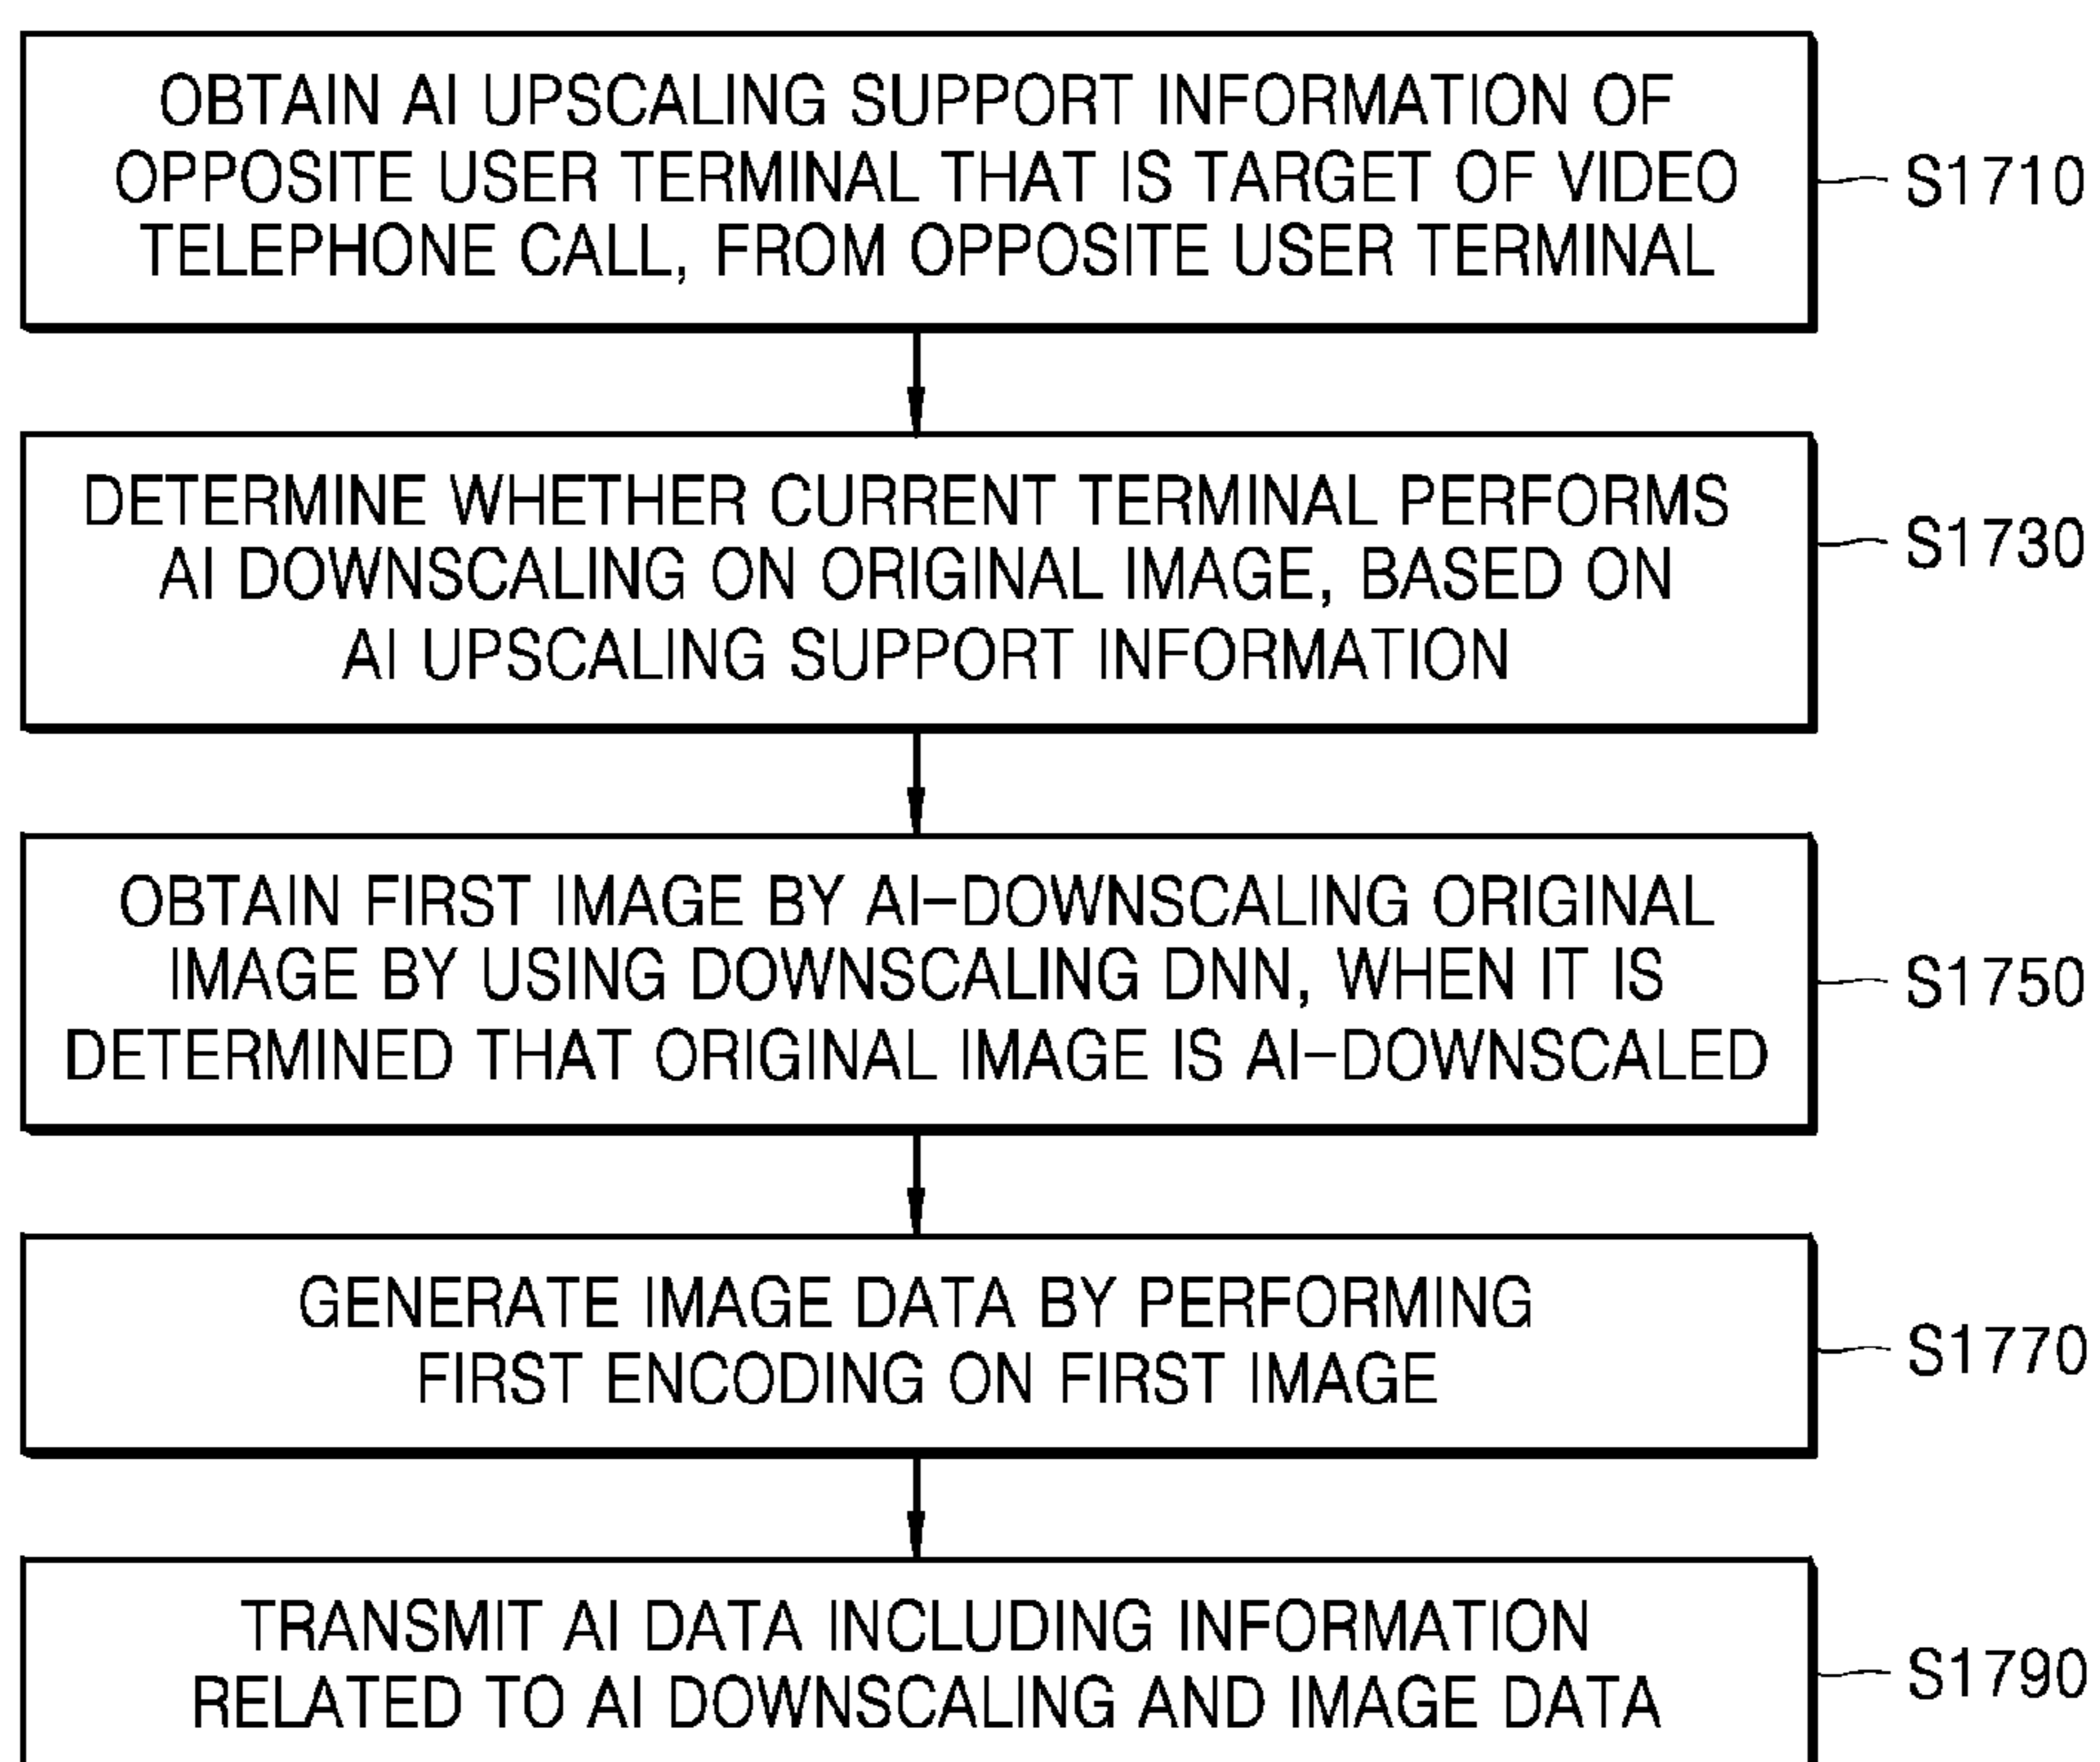 OBTAIN AI UPSCALING SUPPORT INFORMATION OF
OPPOSITE USER TERMINAL THAT IS TARGET OF VIDEO
TELEPHONE CALL, FROM OPPOSITE USER TERMINAL
S1710
DETERMINE WHETHER CURRENT TERMINAL PERFORMS
AI DOWNSCALING ON ORIGINAL IMAGE, BASED ON
AI UPSCALING SUPPORT INFORMATION
S1730
OBTAIN FIRST IMAGE BY AI-DOWNSCALING ORIGINAL
IMAGE BY USING DOWNSCALING DNN, WHEN IT IS
DETERMINED THAT ORIGINAL IMAGE IS AI-DOWNSCALED
S1750
GENERATE IMAGE DATA BY PERFORMING
FIRST ENCODING ON FIRST IMAGE
S1770
TRANSMIT AI DATA INCLUDING INFORMATION
RELATED TO AI DOWNSCALING AND IMAGE DATA
S1790